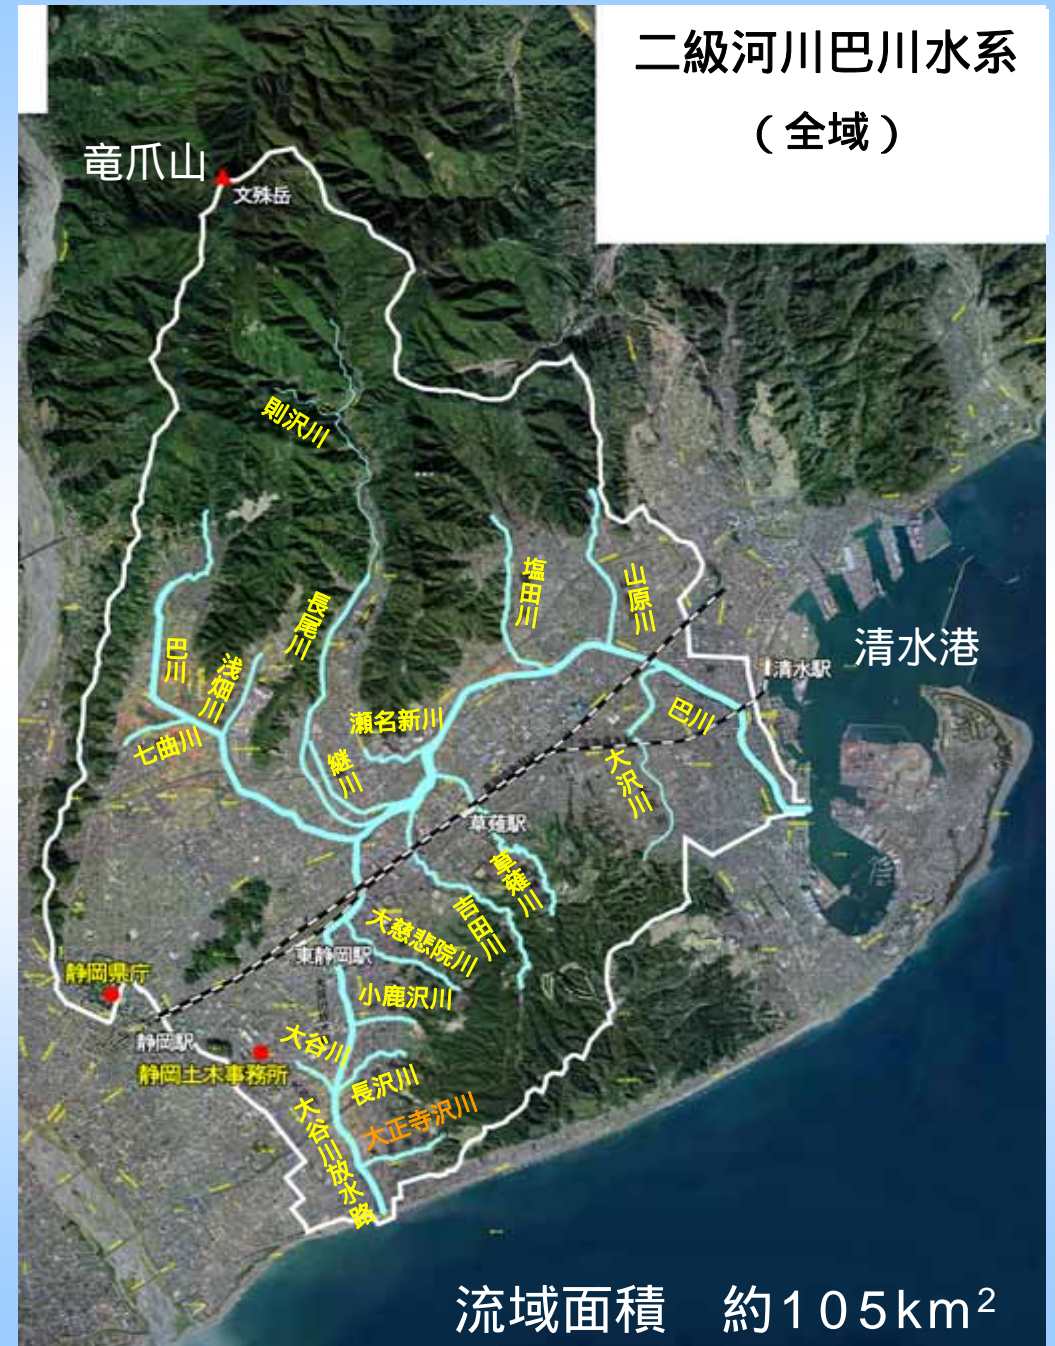 二級河川巴川水系
（全域）
竜爪山
文殊岳
則沢川
塩田川
山原川
長尾川
巴川
浅畑川
七曲川
瀬名新川
継川
清水港
清水駅
巴川
大沢川
草薙駅
草薙川
吉田川
大慈悲院川
東静岡駅
小鹿沢川
静岡県庁
静岡駅
大谷川
静岡土木事務所
長沢川
大正寺沢川
大谷川放水路
流域面積　約105km²